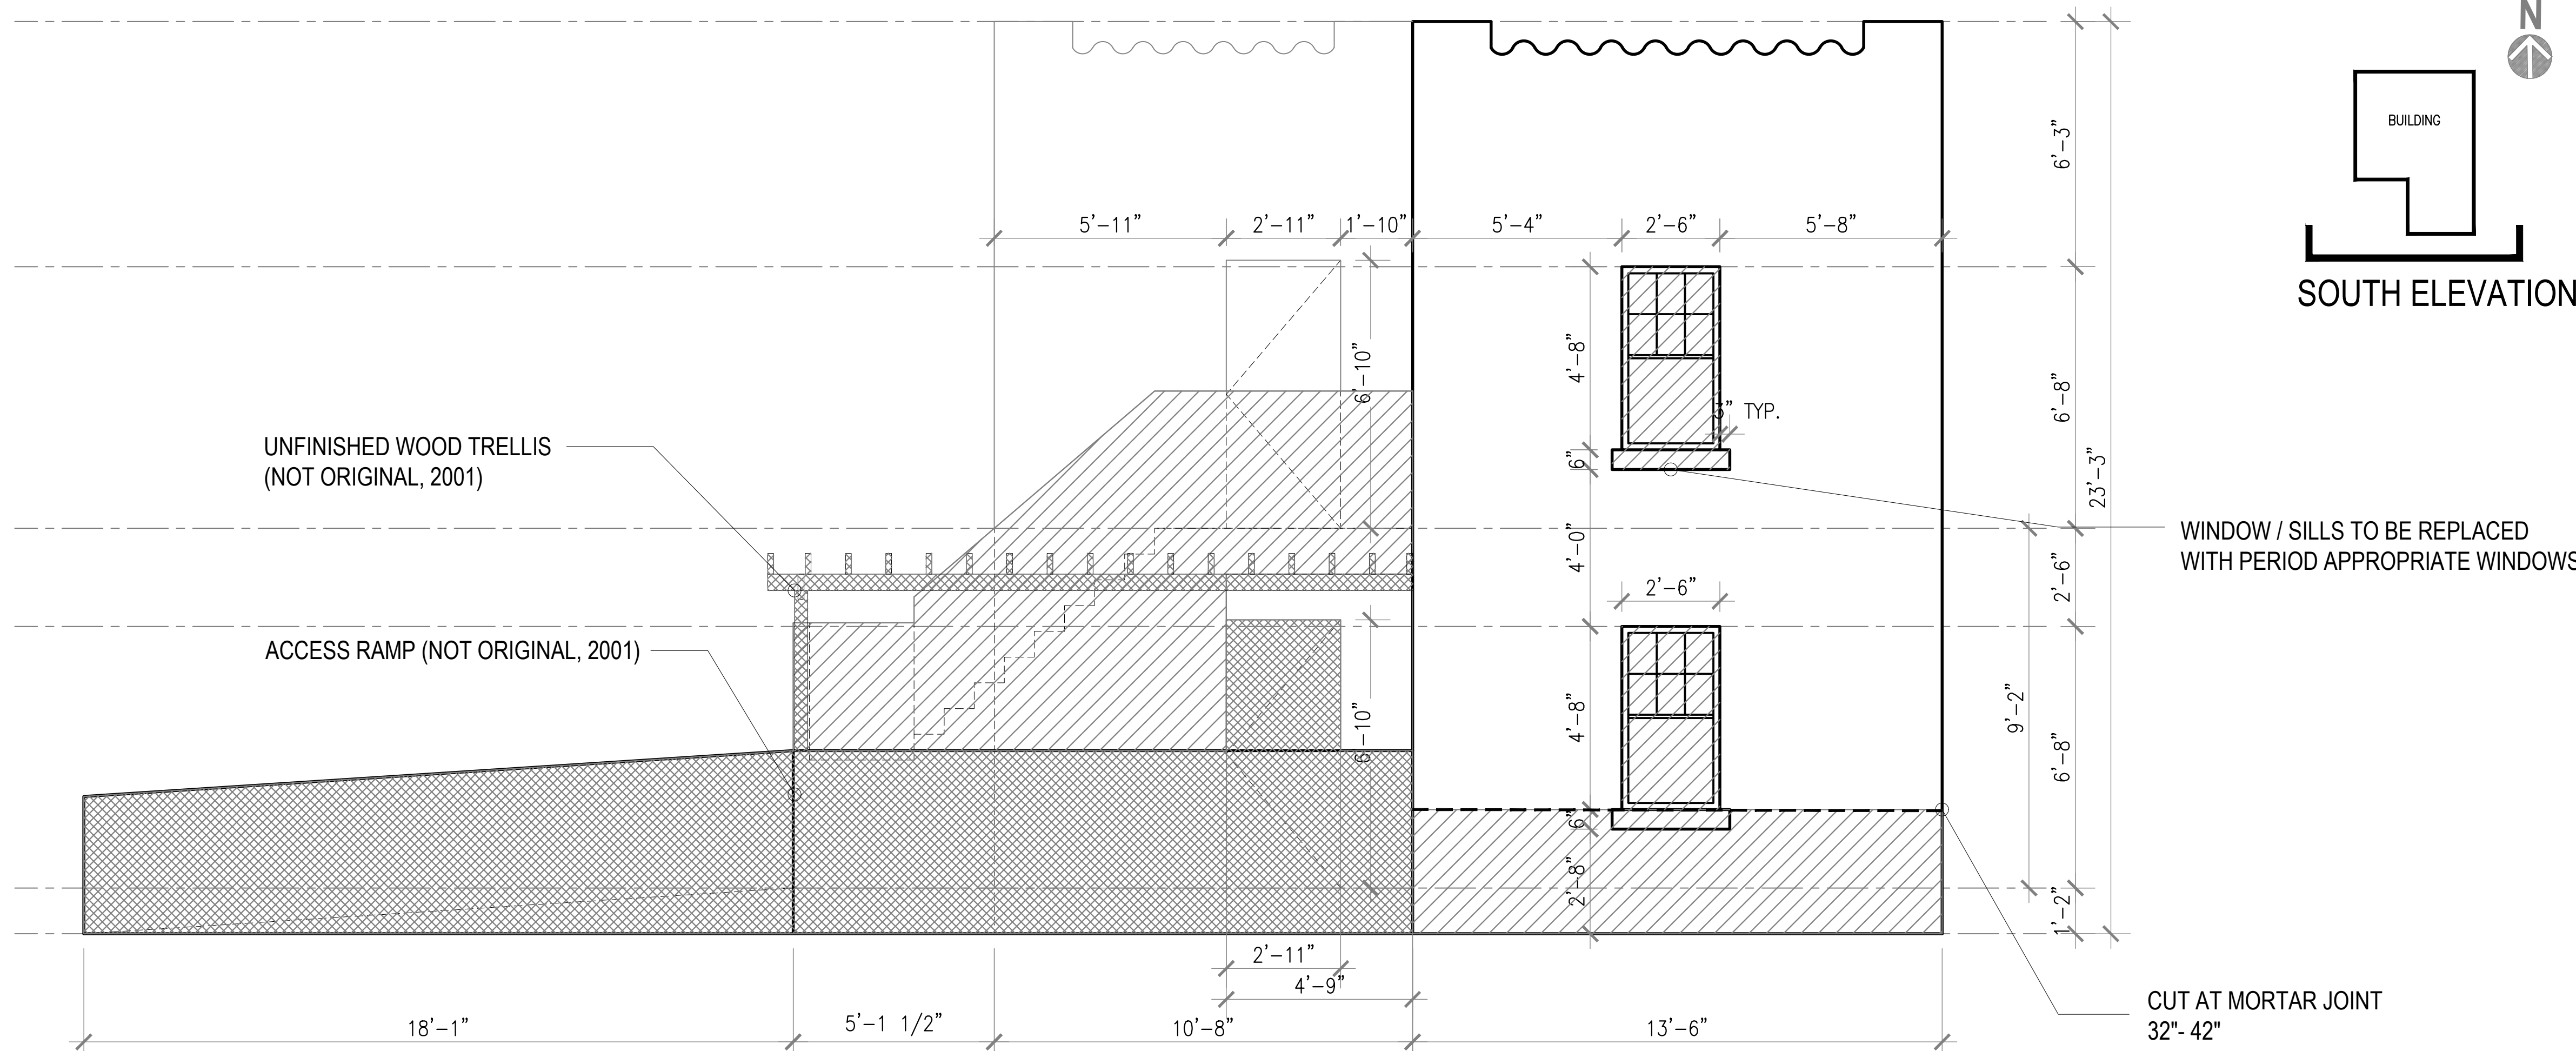 N
BUILDING
SOUTH ELEVATION
6'-3"
5'-11"
2'-11"
1'-10"
5'-4"
2'-6"
5'-8"
6'-10"
4'-8"
6'-8"
3" TYP.
UNFINISHED WOOD TRELLIS
(NOT ORIGINAL, 2001)
6"
23'-3"
WINDOW / SILLS TO BE REPLACED
WITH PERIOD APPROPRIATE WINDOWS
4'-0"
2'-6"
2'-6"
ACCESS RAMP (NOT ORIGINAL, 2001)
6'-10"
4'-8"
9'-2"
6'-8"
6"
2'-8"
1'-2"
2'-11"
4'-9"
CUT AT MORTAR JOINT
32"- 42"
18'-1"
5'-1 1/2"
10'-8"
13'-6"